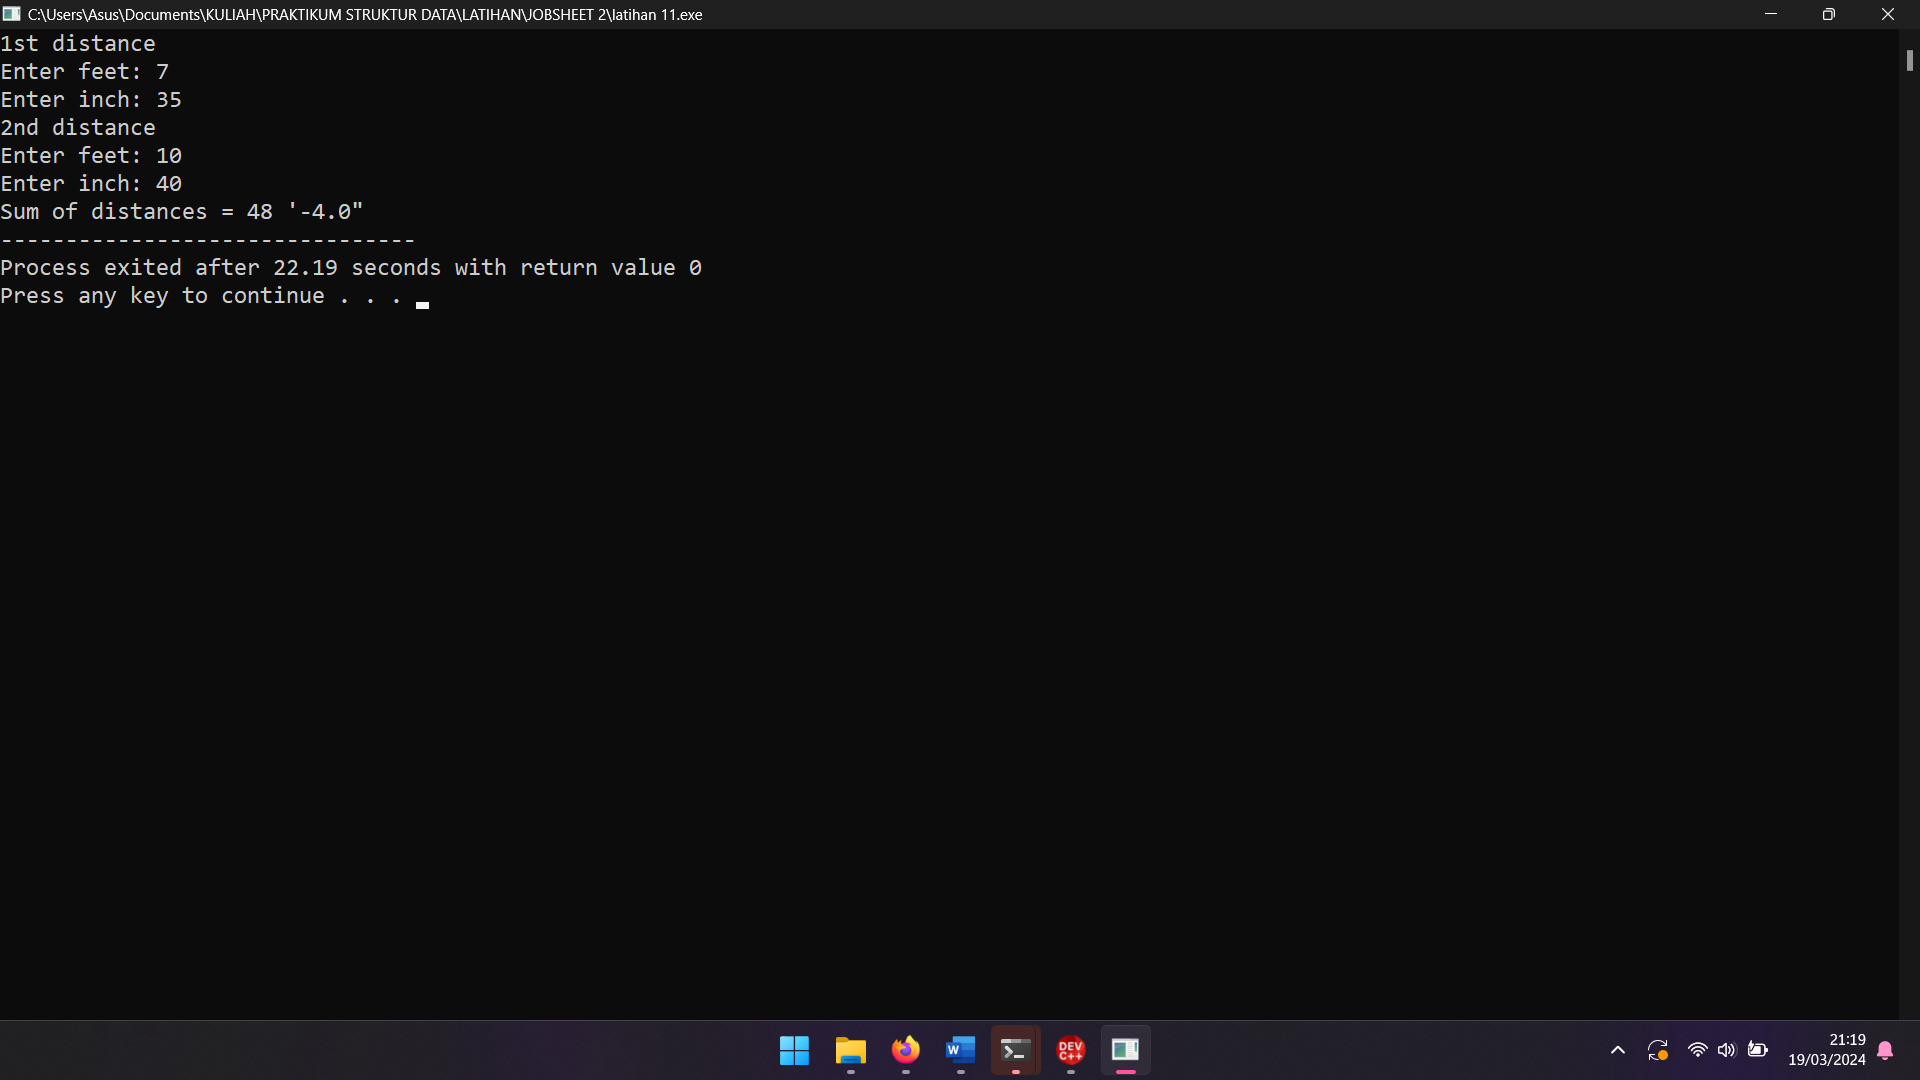 C:\Users\Asus\Documents\KULIAH\PRAKTIKUM STRUKTUR DATA\LATIHAN\JOBSHEET 2\latihan 11.exe
1st distance
Enter feet: 7
Enter inch: 35
2nd distance
Enter feet: 10
Enter inch: 40
Sum of distances = 48 '-4.0"
--------------------------------
Process exited after 22.19 seconds with return value 0
Press any key to continue . . .
W
DEV
C++
21:19
19/03/2024